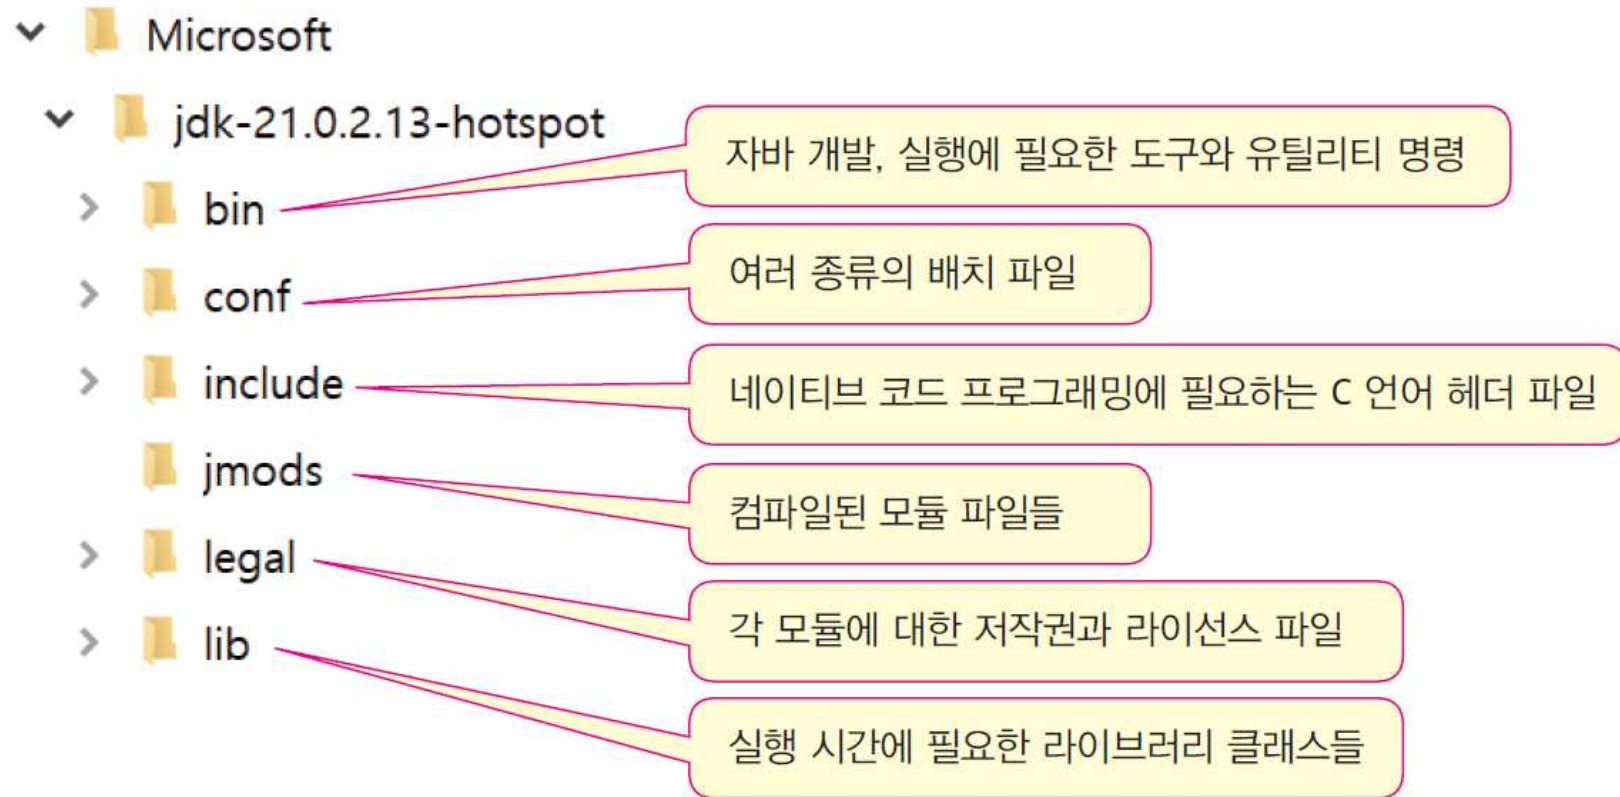 Microsoft
jdk-21.0.2.13-hotspot
자바 개발, 실행에 필요한 도구와 유틸리티 명령
bin
여러 종류의 배치 파일
conf
include
네이티브 코드 프로그래밍에 필요하는 C 언어 헤더 파일
jmods
컴파일된 모듈 파일들
legal
각 모듈에 대한 저작권과 라이선스 파일
lib
실행 시간에 필요한 라이브러리 클래스들